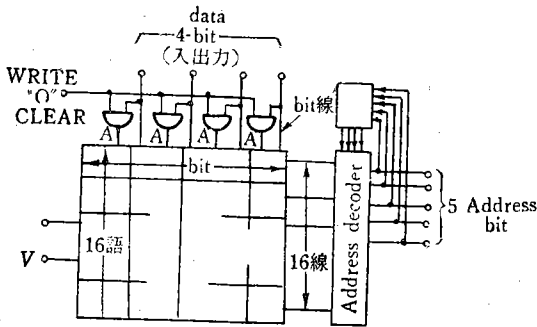 data
4-bit
(入出力)
WRITE
"O"
CLEAR
bit線
A
A
A
A
bit
16語
V
16線
Address decoder
5 Address
bit